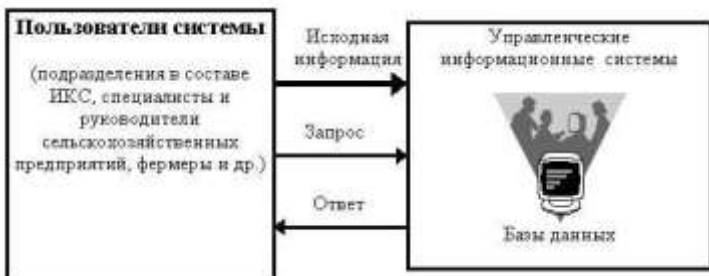 Пользователи системы
(подразделения в составе
ИКС, специалисты и
руководители
сельскохозяйственных
предприятий, фермеры и др.)
Исходная
информация
Запрос
Ответ
Управленческие
информационные системы
Базы данных